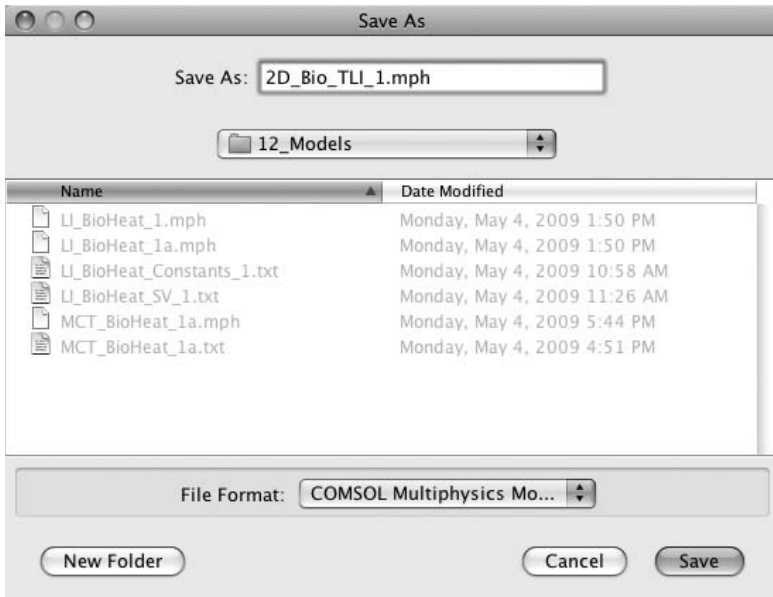 Save As
Save As: 2D_Bio_TLI_1.mph
12_Models
Name Date Modified
LI_BioHeat_1.mph Monday, May 4, 2009 1:50 PM
LI_BioHeat_1a.mph Monday, May 4, 2009 1:50 PM
LI_BioHeat_Constants_1.txt Monday, May 4, 2009 10:58 AM
LI_BioHeat_SV_1.txt Monday, May 4, 2009 11:26 AM
MCT_BioHeat_1a.mph Monday, May 4, 2009 5:44 PM
MCT_BioHeat_1a.txt Monday, May 4, 2009 4:51 PM
File Format: COMSOL Multiphysics Mo...
New Folder Cancel Save